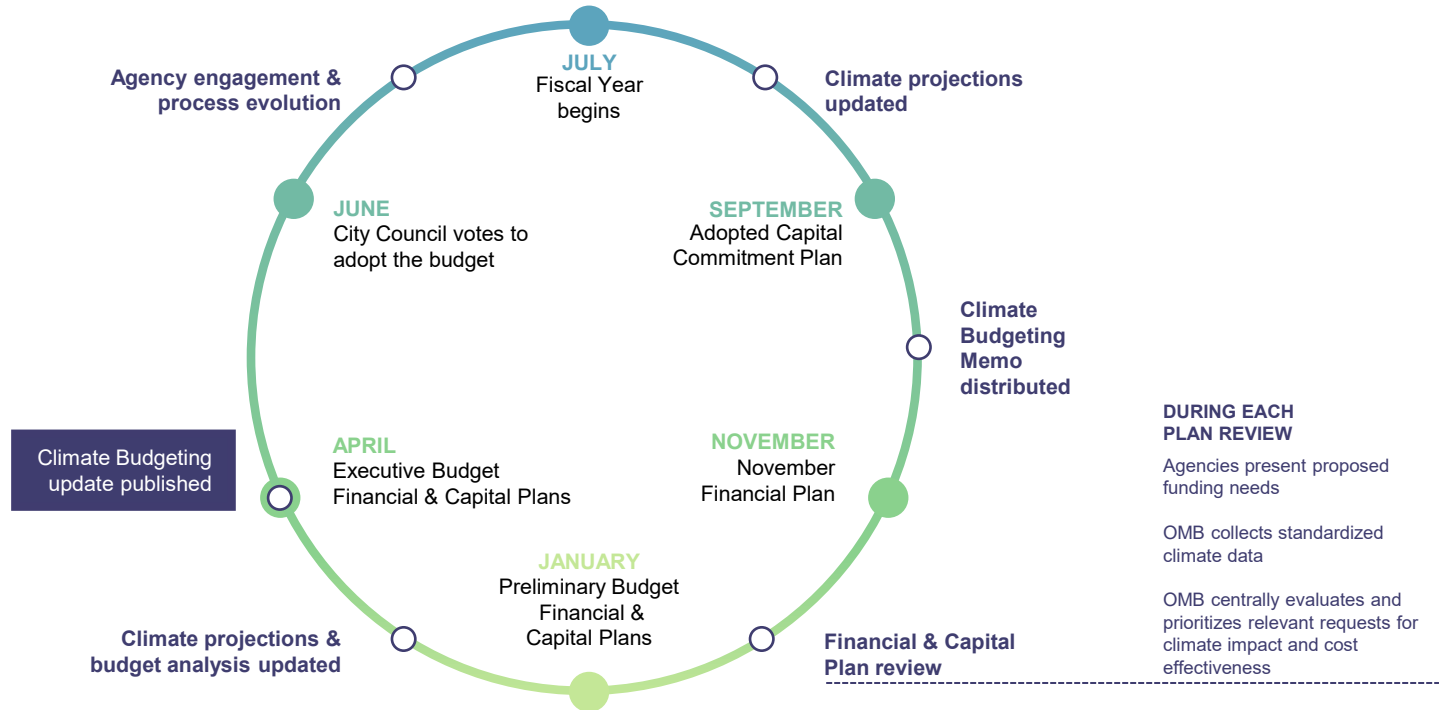 JULY
Fiscal Year
begins
Climate projections
updated
SEPTEMBER
Adopted Capital
Commitment Plan
Climate
Budgeting
Memo
distributed
NOVEMBER
November
Financial Plan
Financial & Capital
Plan review
DURING EACH
PLAN REVIEW
Agencies present proposed
funding needs
OMB collects standardized
climate data
OMB centrally evaluates and
prioritizes relevant requests for
climate impact and cost
effectiveness
JANUARY
Preliminary Budget
Financial &
Capital Plans
Climate projections &
budget analysis updated
APRIL
Executive Budget
Financial & Capital Plans
Climate Budgeting
update published
JUNE
City Council votes to
adopt the budget
Agency engagement &
process evolution